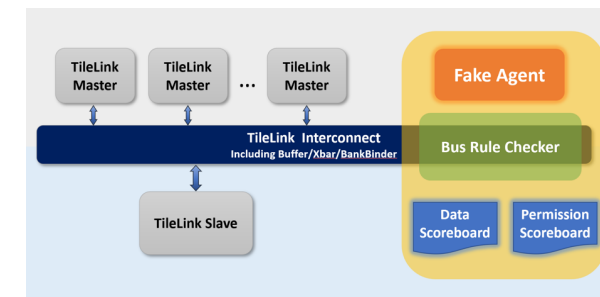 TileLink
Master
TileLink
Master
...
TileLink
Master
Fake Agent
TileLink Interconnect
Including Buffer/Xbar/BankBinder
Bus Rule Checker
TileLink Slave
Data
Scoreboard
Permission
Scoreboard